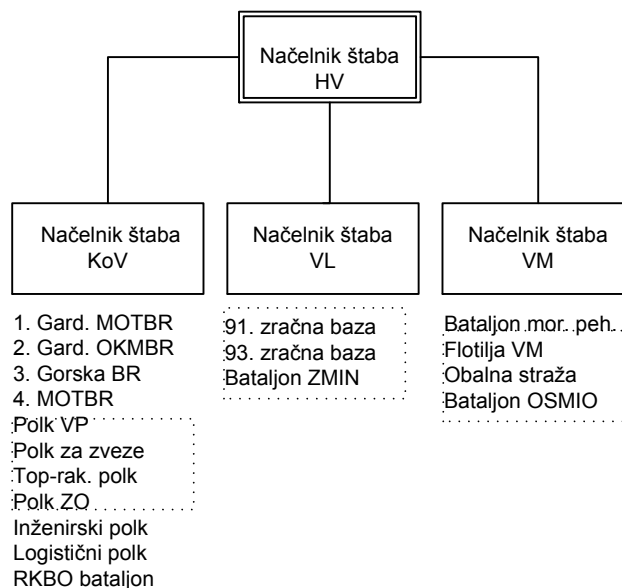 Načelnik štaba
HV
Načelnik štaba
KoV
Načelnik štaba
VL
Načelnik štaba
VM
1. Gard. MOTBR
2. Gard. OKMBR
3. Gorska BR
4. MOTBR
Polk VP
Polk za zveze
Top-rak. polk
Polk ZO
Inženirski polk
Logistični polk
RKBO bataljon
91. zračna baza
93. zračna baza
Bataljon ZMIN
Bataljon mor. peh.
Flotilja VM
Obalna straža
Bataljon OSMIO